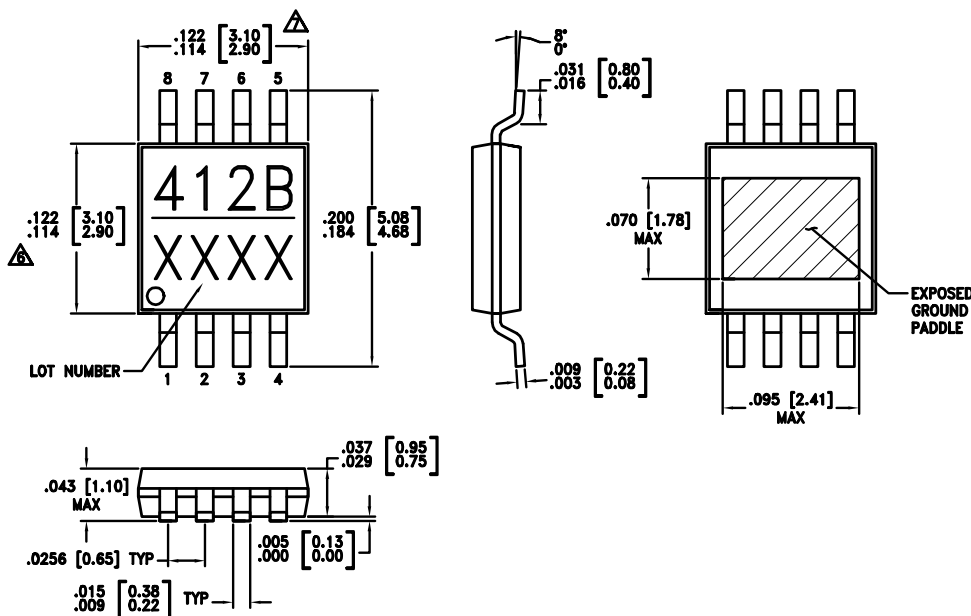 .122 [3.10]
.114 [2.90]
7
8 7 6 5
412B
XXXX
.122 [3.10]
.114 [2.90]
6
.200 [5.08]
.184 [4.68]
LOT NUMBER
1 2 3 4
8°
0°
.031 [0.80]
.016 [0.40]
.009 [0.22]
.003 [0.08]
.070 [1.78]
MAX
EXPOSED
GROUND
PADDLE
.095 [2.41]
MAX
.043 [1.10]
MAX
.037 [0.95]
.029 [0.75]
.0256 [0.65] TYP
.005 [0.13]
.000 [0.00]
.015 [0.38]
.009 [0.22]
TYP